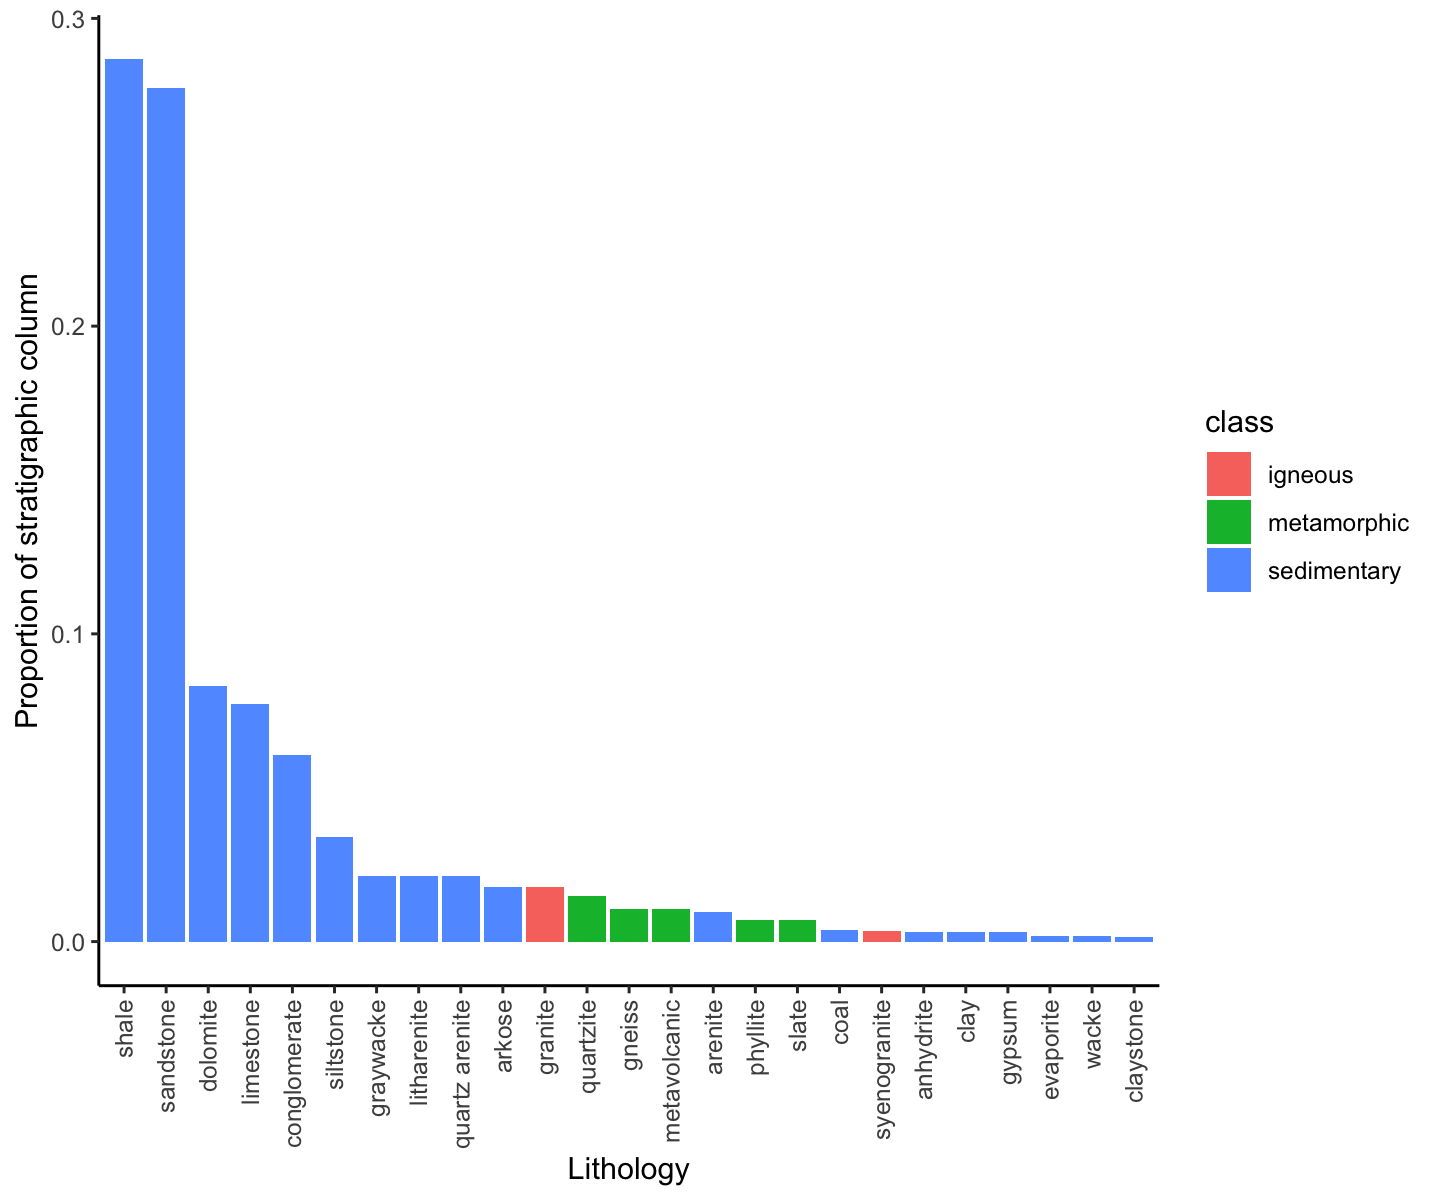 Proportion of stratigraphic column
0.3
0.2
0.1
0.0
shale
sandstone
dolomite
limestone
conglomerate
siltstone
graywacke
litharenite
quartz arenite
arkose
granite
quartzite
gneiss
metavolcanic
arenite
phyllite
slate
coal
syenogranite
anhydrite
clay
gypsum
evaporite
wacke
claystone
Lithology
class
igneous
metamorphic
sedimentary